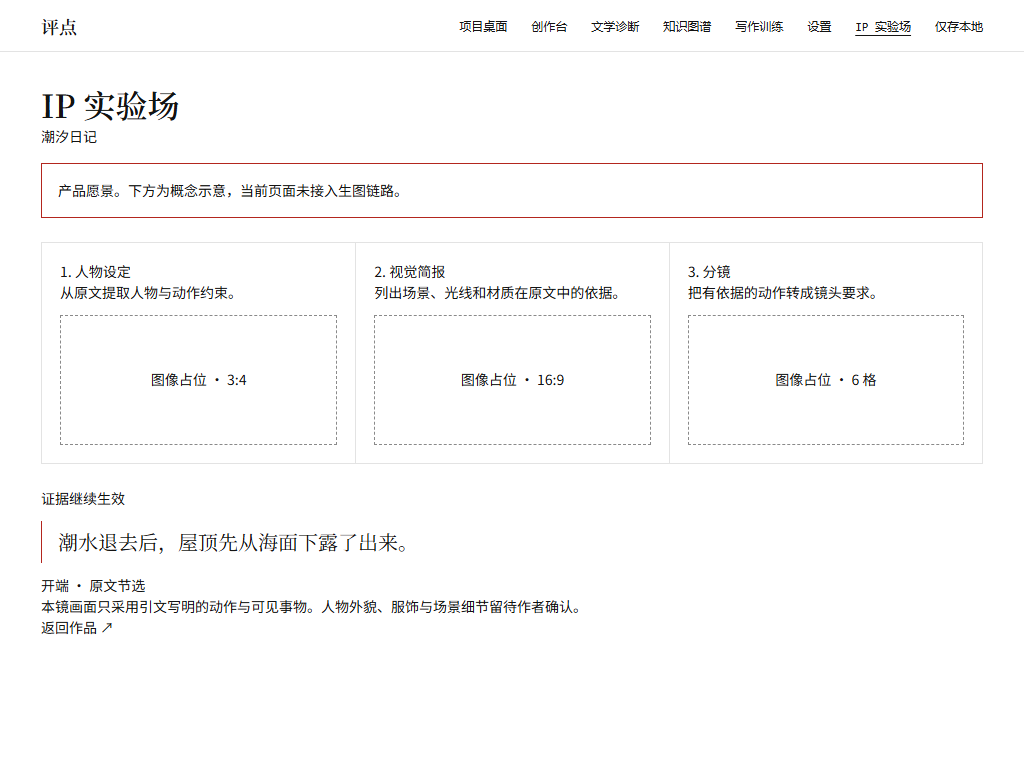 评点
项目桌面 创作台 文学诊断 知识图谱 写作训练 设置 IP 实验场 仅存本地
IP 实验场
潮汐日记
产品愿景。下方为概念示意，当前页面未接入生图链路。
1. 人物设定
从原文提取人物与动作约束。
图像占位 · 3:4
2. 视觉简报
列出场景、光线和材质在原文中的依据。
图像占位 · 16:9
3. 分镜
把有依据的动作转成镜头要求。
图像占位 · 6 格
证据继续生效
潮水退去后，屋顶先从海面下露了出来。
开端 · 原文节选
本镜画面只采用引文写明的动作与可见事物。人物外貌、服饰与场景细节留待作者确认。
返回作品 ↗